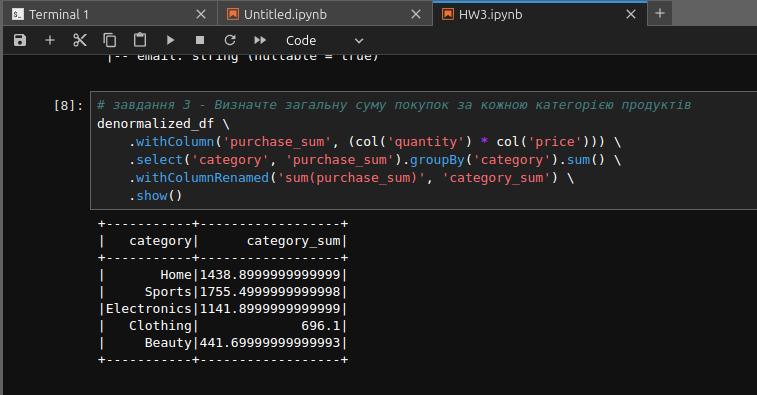 Terminal 1
Untitled.ipynb
HW3.ipynb
Code
|-- email: string (nullable = true)
[8]:
# завдання 3 - Визначте загальну суму покупок за кожною категорією продуктів
denormalized_df \
    .withColumn('purchase_sum', (col('quantity') * col('price'))) \
    .select('category', 'purchase_sum').groupBy('category').sum() \
    .withColumnRenamed('sum(purchase_sum)', 'category_sum') \
    .show()
+-----------+------------------+
|   category|      category_sum|
+-----------+------------------+
|       Home|1438.8999999999999|
|     Sports|1755.4999999999998|
|Electronics|1141.8999999999999|
|   Clothing|             696.1|
|     Beauty|441.69999999999993|
+-----------+------------------+